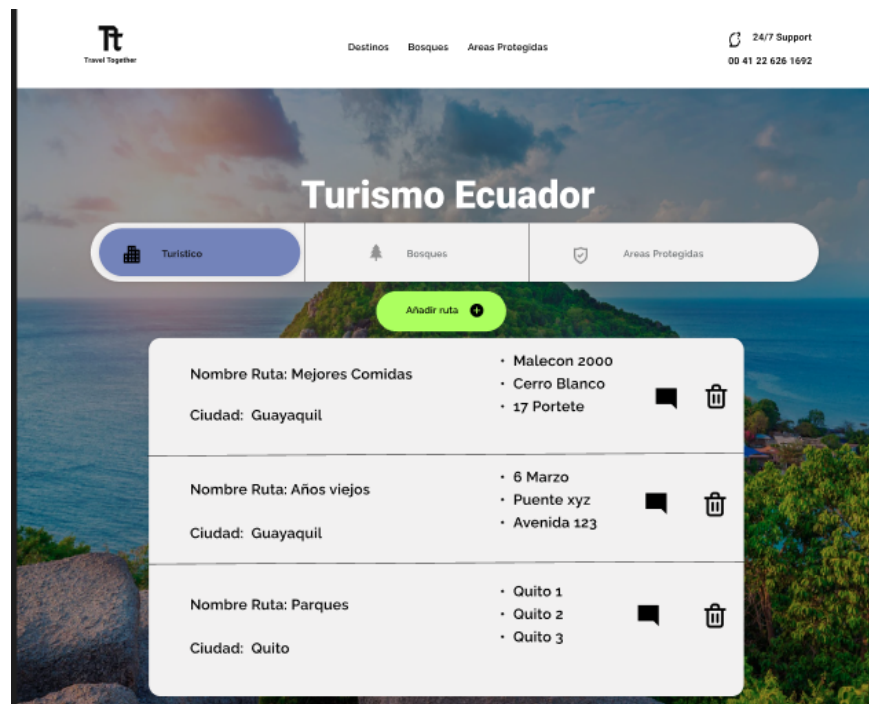 Tt
Travel Together
Destinos Bosques Areas Protegidas
24/7 Support
00 41 22 626 1692
Turismo Ecuador
Turistico Bosques Areas Protegidas
Añadir ruta
Nombre Ruta: Mejores Comidas
Ciudad: Guayaquil
• Malecon 2000
• Cerro Blanco
• 17 Portete
Nombre Ruta: Años viejos
Ciudad: Guayaquil
• 6 Marzo
• Puente xyz
• Avenida 123
Nombre Ruta: Parques
Ciudad: Quito
• Quito 1
• Quito 2
• Quito 3